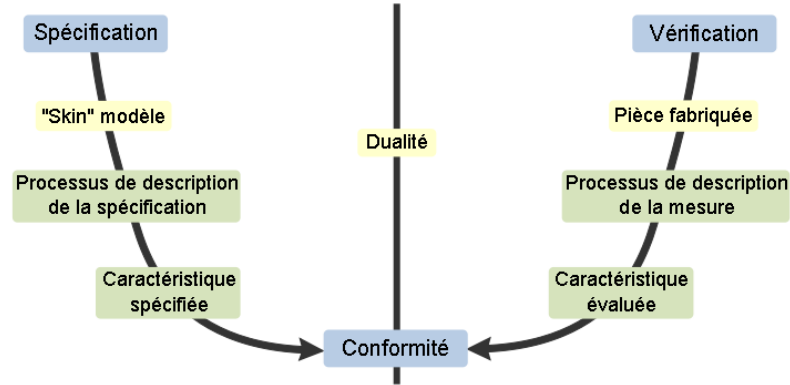 Spécification
Vérification
"Skin" modèle
Pièce fabriquée
Dualité
Processus de description
de la spécification
Processus de description
de la mesure
Caractéristique
spécifiée
Caractéristique
évaluée
Conformité